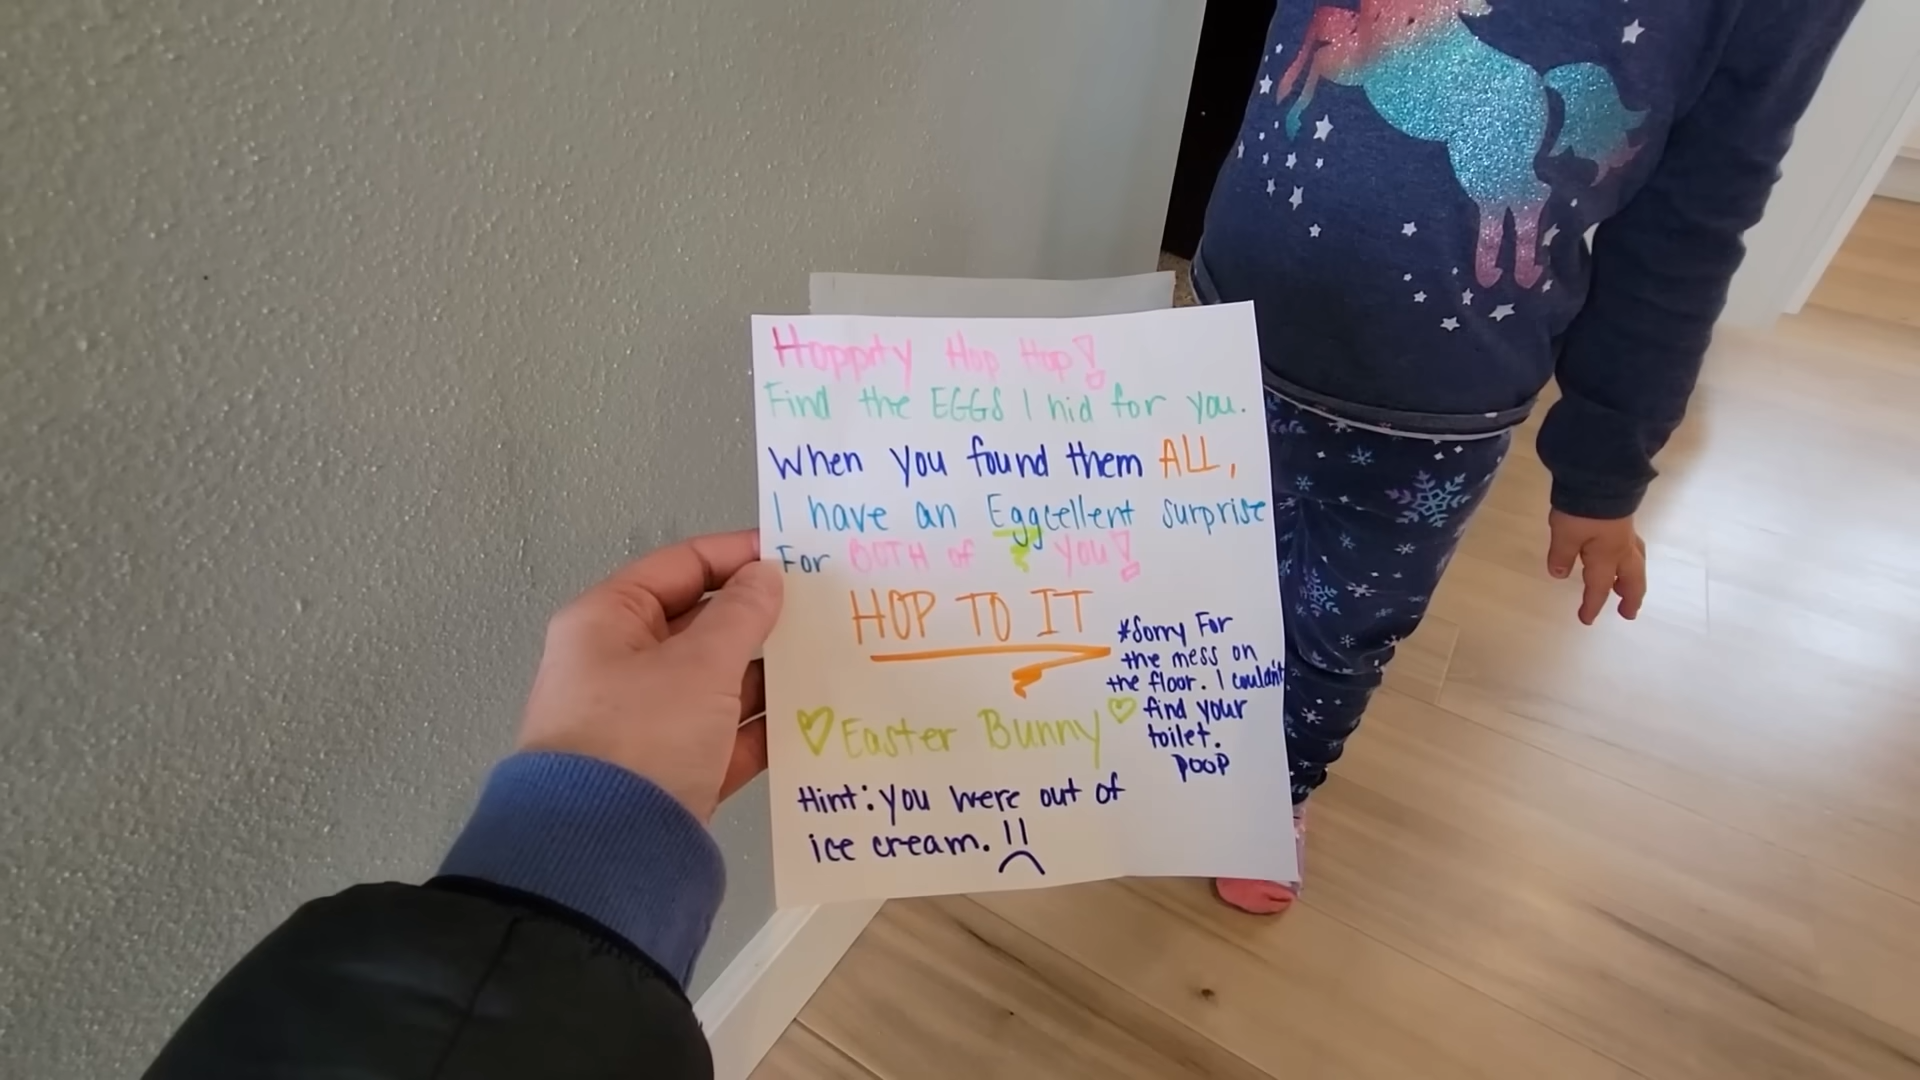 Hoppity Hop Hop!
Find the EGGS I hid for you.
When you found them ALL,
I have an Eggcellent surprise
For BOTH of you!
HOP TO IT
*Sorry For
the mess on
the floor. I couldn't
find your
toilet.
POOP
♡ Easter Bunny ♡
Hint: you were out of
ice cream. !!